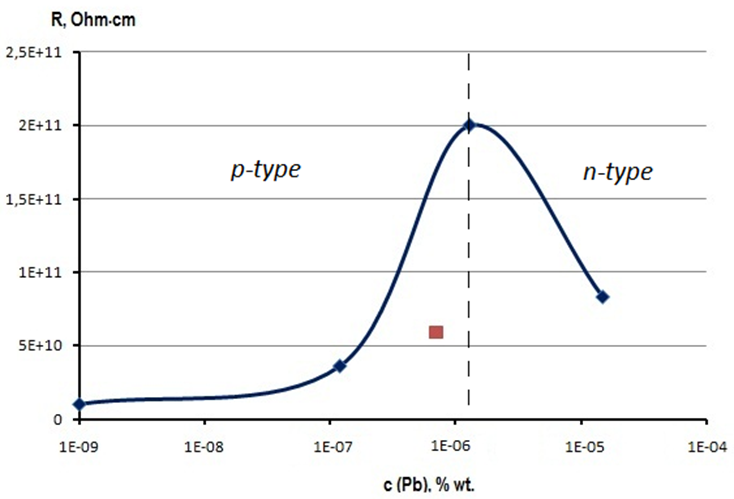 R, Ohm·cm
2,5E+11
2E+11
p-type
n-type
1,5E+11
1E+11
5E+10
0
1E-09 1E-08 1E-07 1E-06 1E-05 1E-04
c (Pb), % wt.